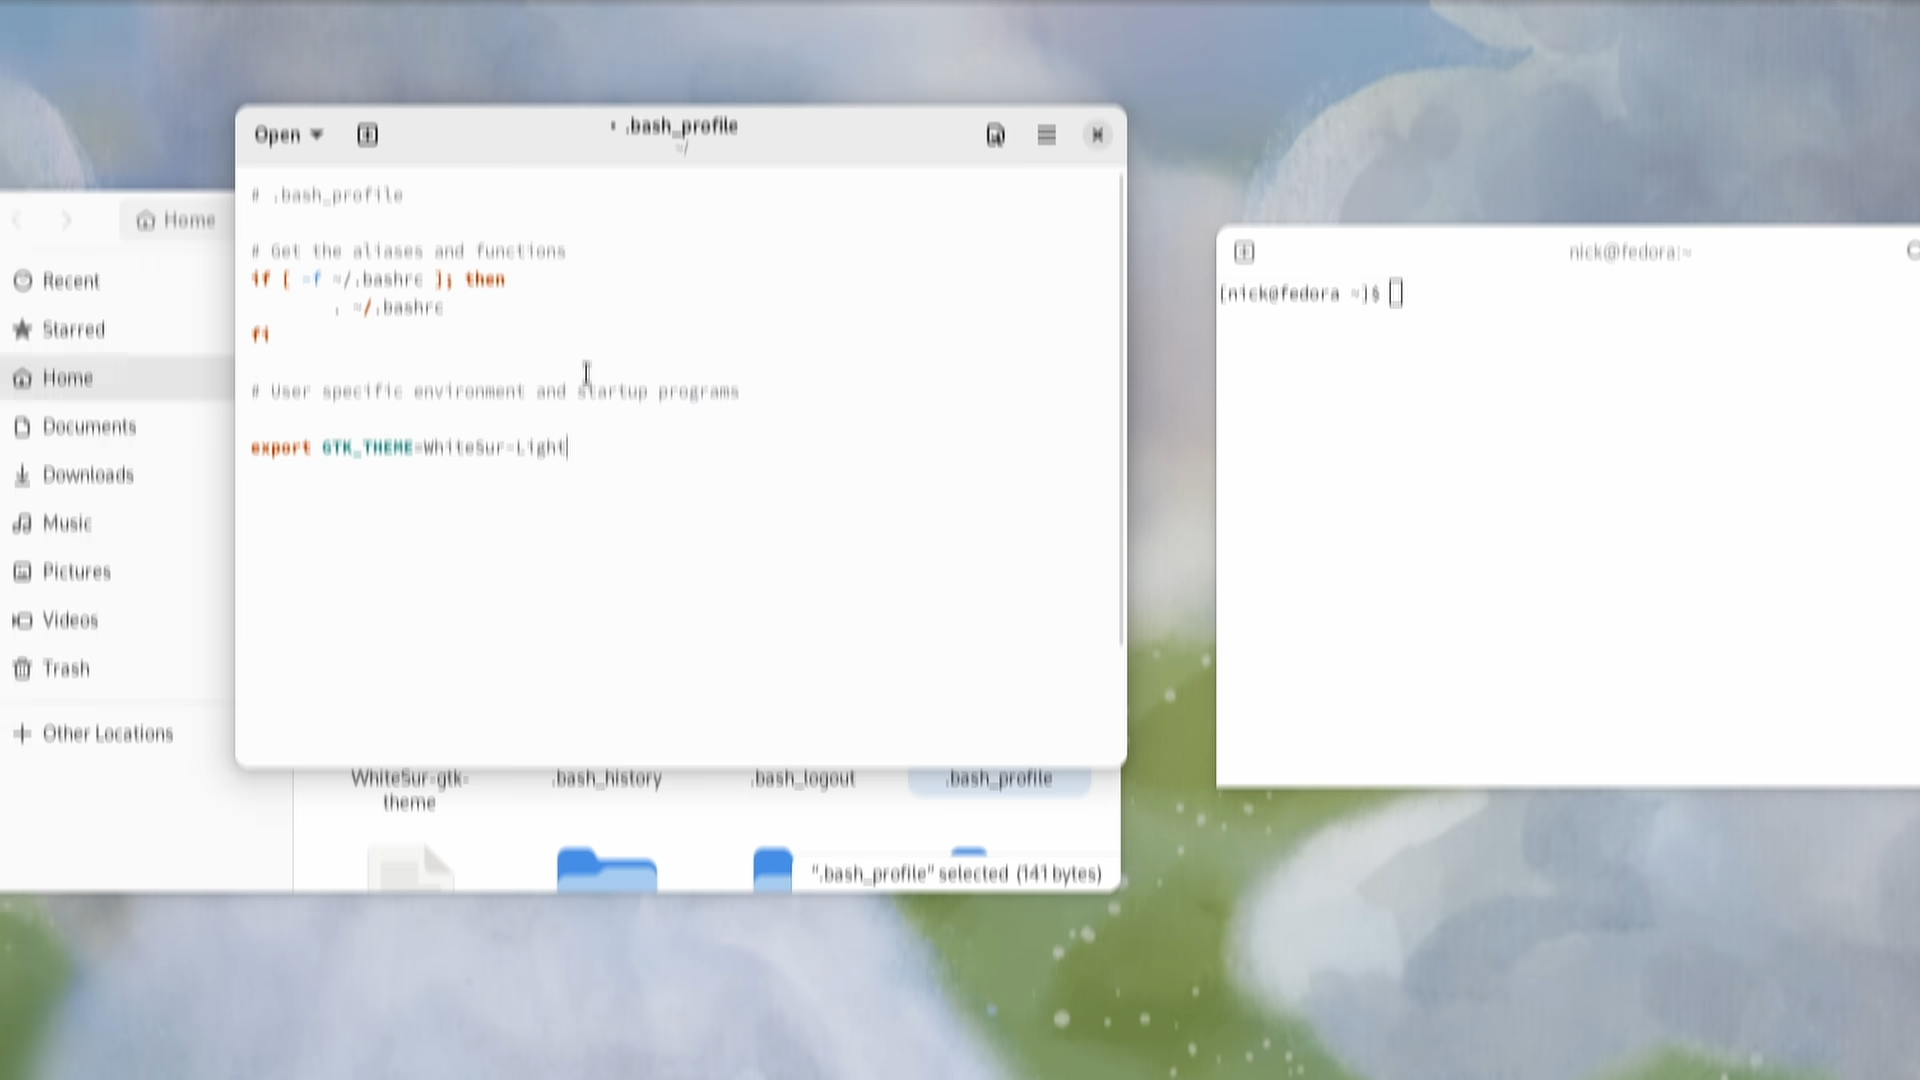 Open
• .bash_profile
~/
# .bash_profile
# Get the aliases and functions
if [ -f ~/.bashrc ]; then
. ~/.bashrc
fi
# User specific environment and startup programs
export GTK_THEME=WhiteSur-Light
Home
Recent
Starred
Home
Documents
Downloads
Music
Pictures
Videos
Trash
Other Locations
WhiteSur-gtk-
theme
.bash_history
.bash_logout
.bash_profile
".bash_profile" selected (141 bytes)
nick@fedora:~
[nick@fedora ~]$